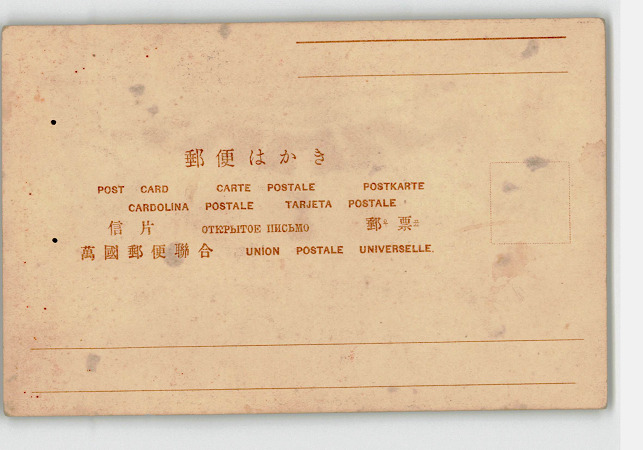 郵便はかき
POST CARD CARTE POSTALE POSTKARTE
CARDOLINA POSTALE TARJETA POSTALE
信片 ОТКРЫТОЕ ПИСЬМО 郵票
萬國郵便聯合 UNION POSTALE UNIVERSELLE.